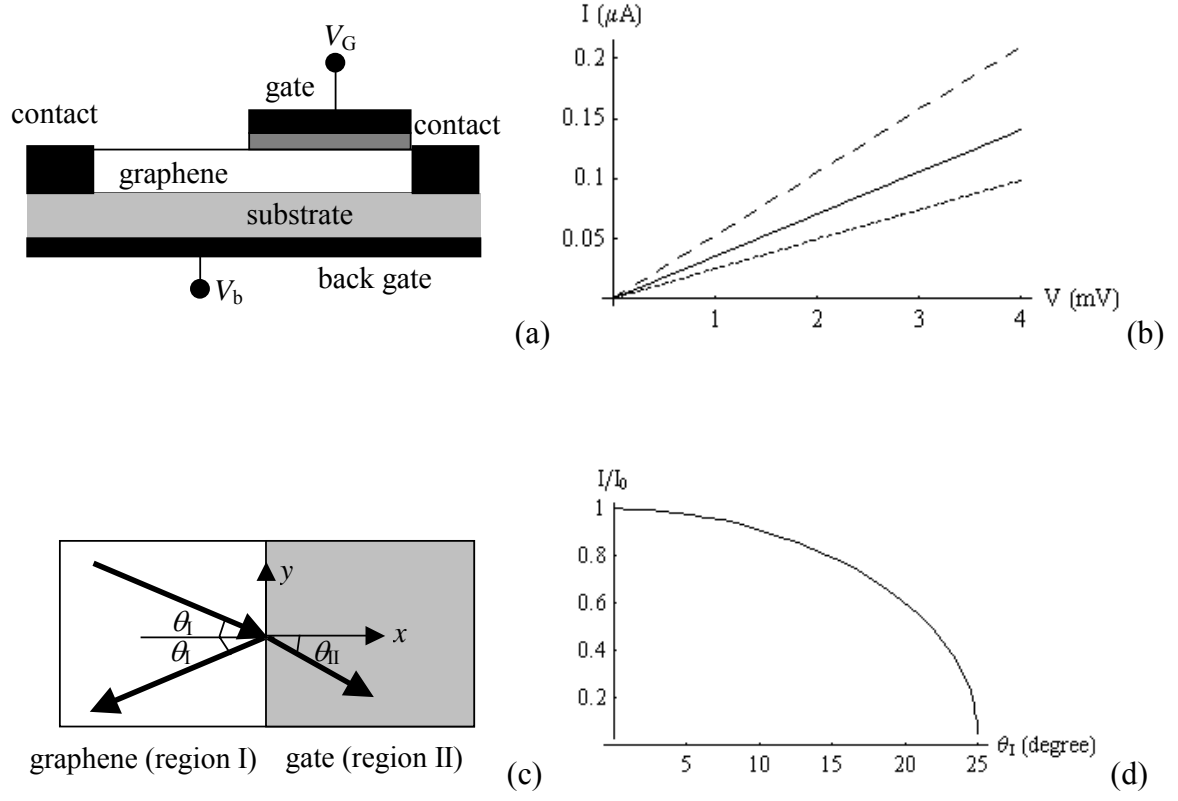 V_G
gate
contact
contact
graphene
substrate
back gate
V_b
(a)
I (μA)
0.2
0.15
0.1
0.05
1 2 3 4
V (mV)
(b)
y
x
θ_I
θ_I
θ_II
graphene (region I)
gate (region II)
(c)
I/I_0
1
0.8
0.6
0.4
0.2
5 10 15 20 25
θ_I (degree)
(d)